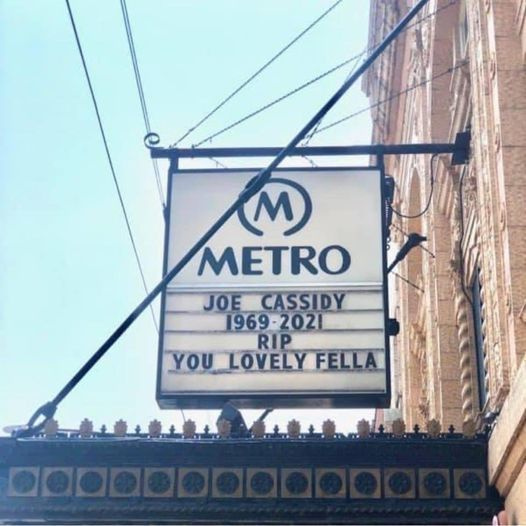 M
METRO
JOE CASSIDY
1969-2021
RIP
YOU LOVELY FELLA